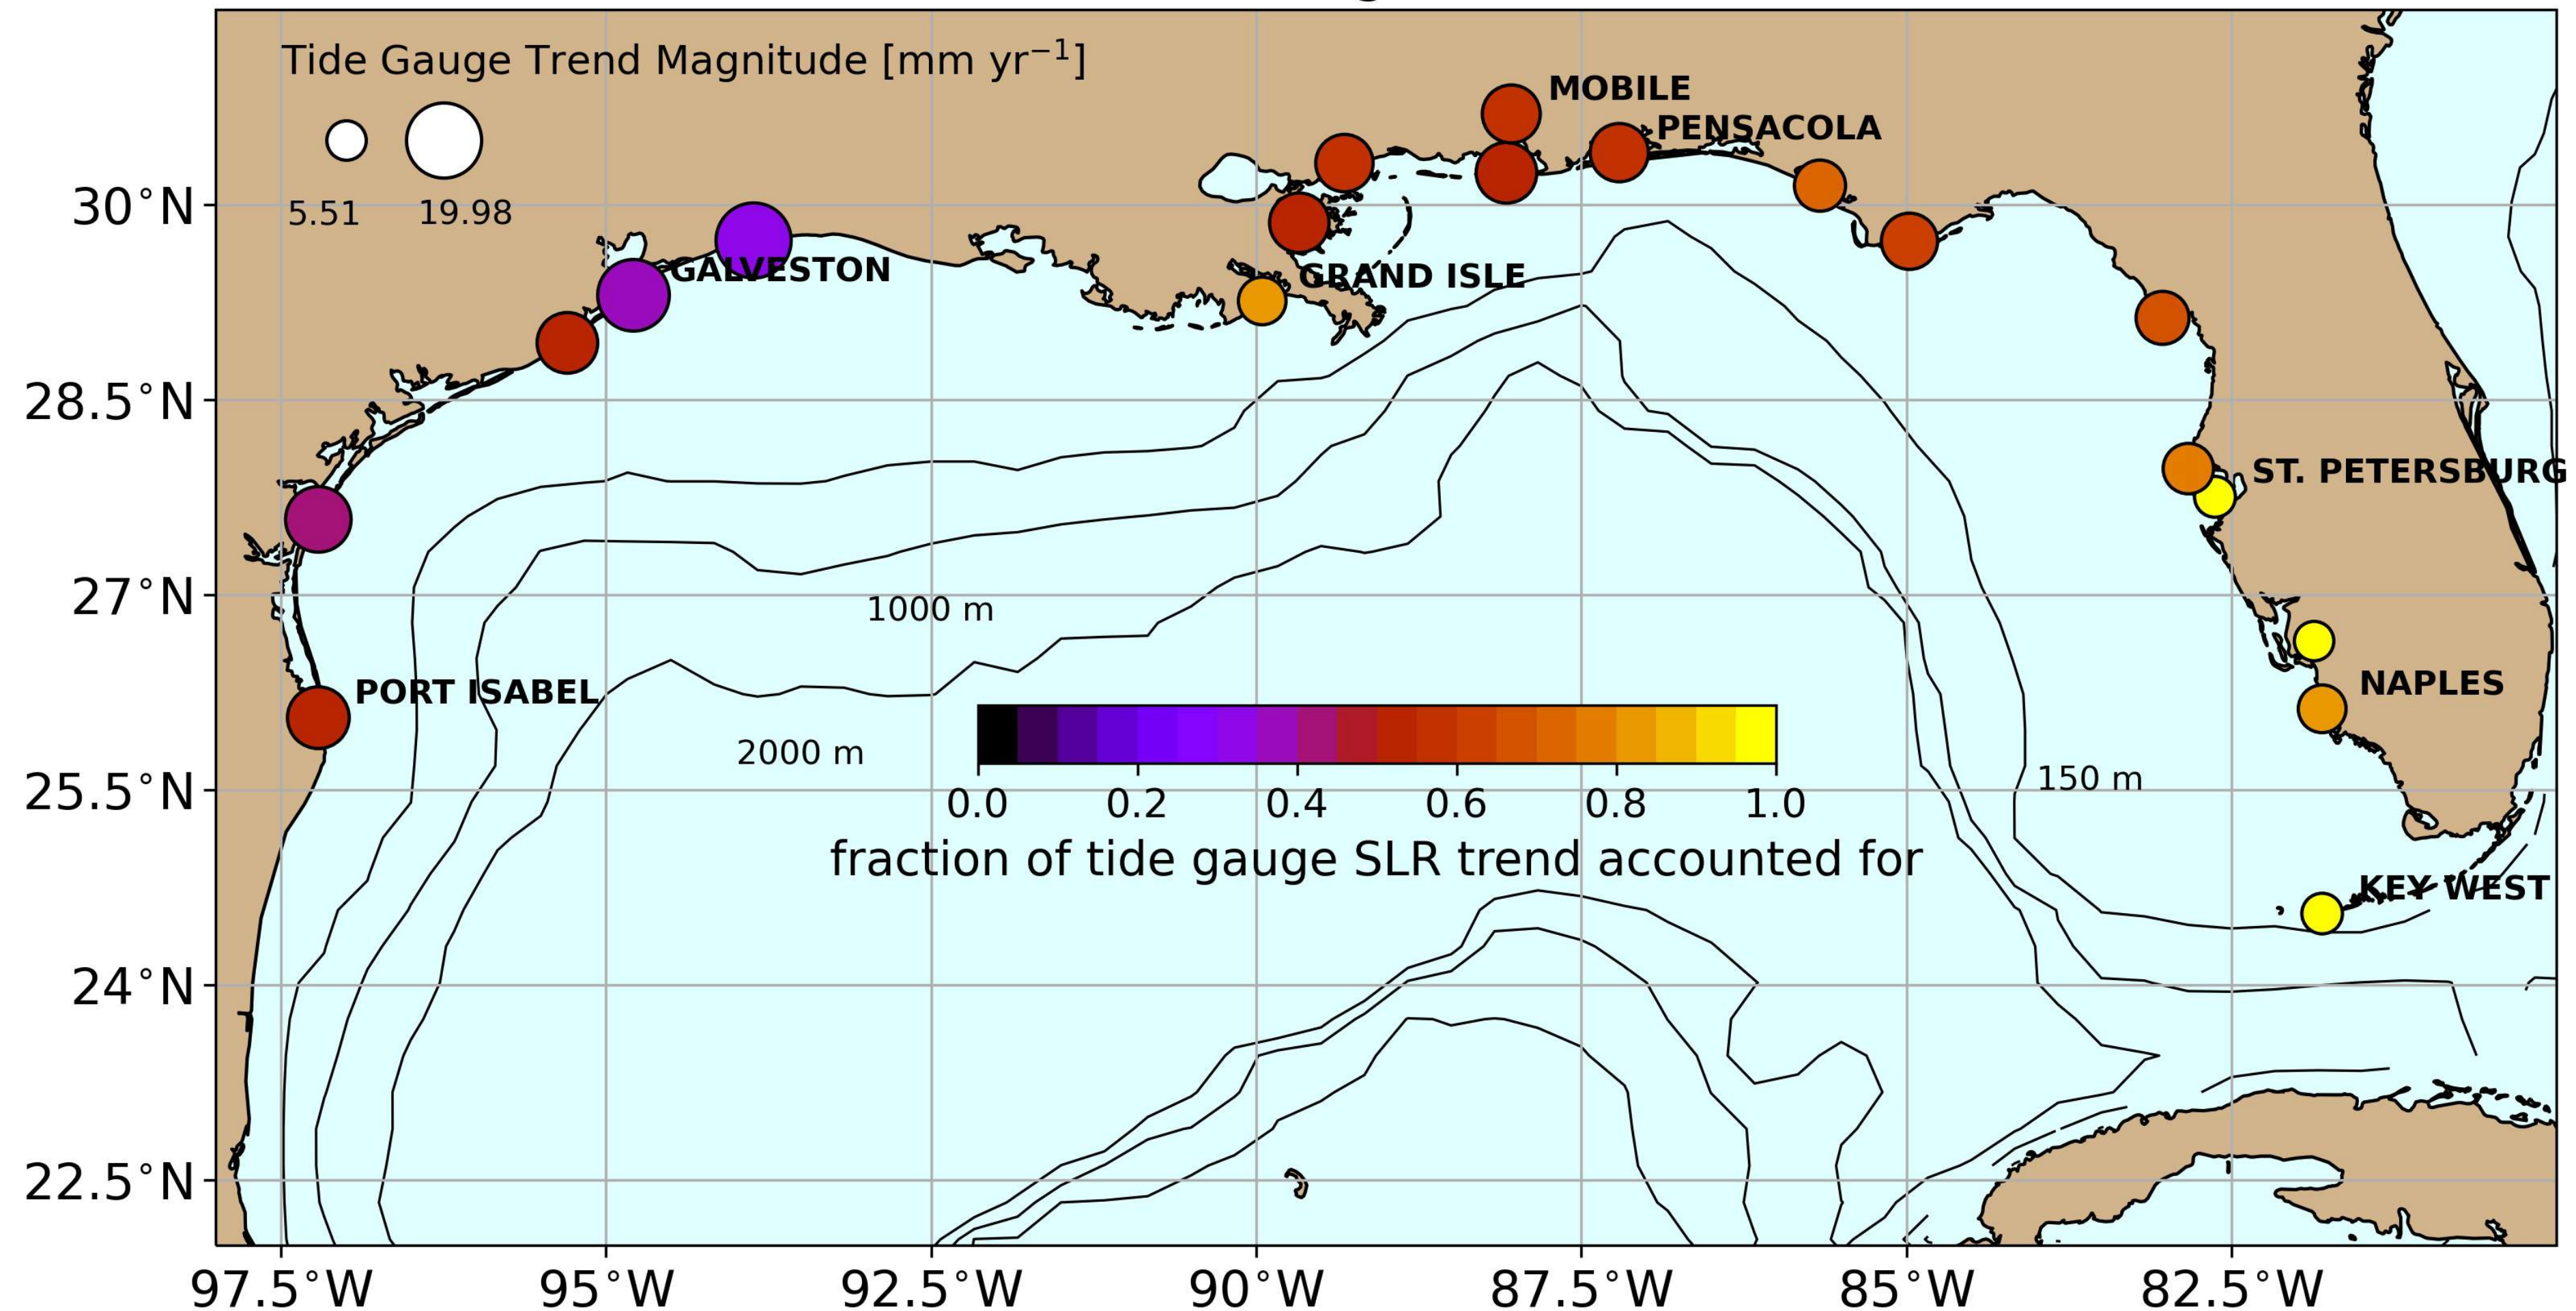 Tide Gauge Trend Magnitude [mm yr⁻¹]
5.51 19.98
MOBILE
PENSACOLA
30°N
GALVESTON
GRAND ISLE
28.5°N
ST. PETERSBURG
27°N
1000 m
PORT ISABEL
NAPLES
2000 m
25.5°N
150 m
0.0 0.2 0.4 0.6 0.8 1.0
fraction of tide gauge SLR trend accounted for
KEY WEST
24°N
22.5°N
97.5°W 95°W 92.5°W 90°W 87.5°W 85°W 82.5°W